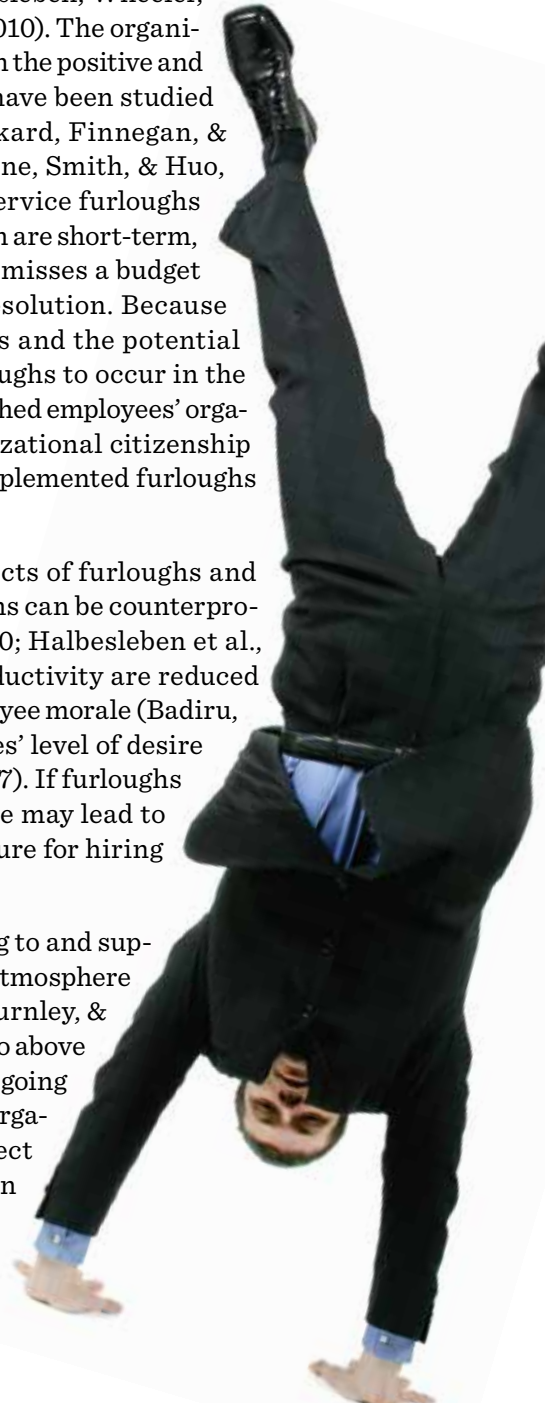 010). The organi-
n the positive and
have been studied
kard, Finnegan, &
ne, Smith, & Huo,
ervice furloughs
n are short-term,
misses a budget
solution. Because
s and the potential
ughs to occur in the
hed employees’ orga-
zational citizenship
plemented furloughs
cts of furloughs and
ns can be counterpro-
0; Halbesleben et al.,
ductivity are reduced
yee morale (Badiru,
es’ level of desire
7). If furloughs
e may lead to
ure for hiring
g to and sup-
tmosphere
urnley, &
o above
going
rga-
ect
n